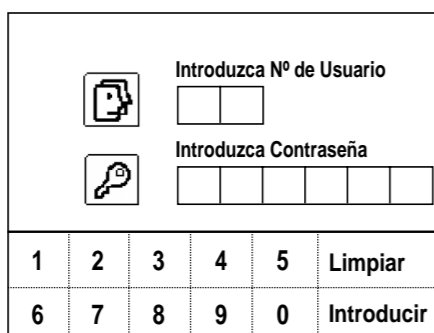 Introduzca Nº de Usuario
Introduzca Contraseña
1 2 3 4 5 Limpiar
6 7 8 9 0 Introducir